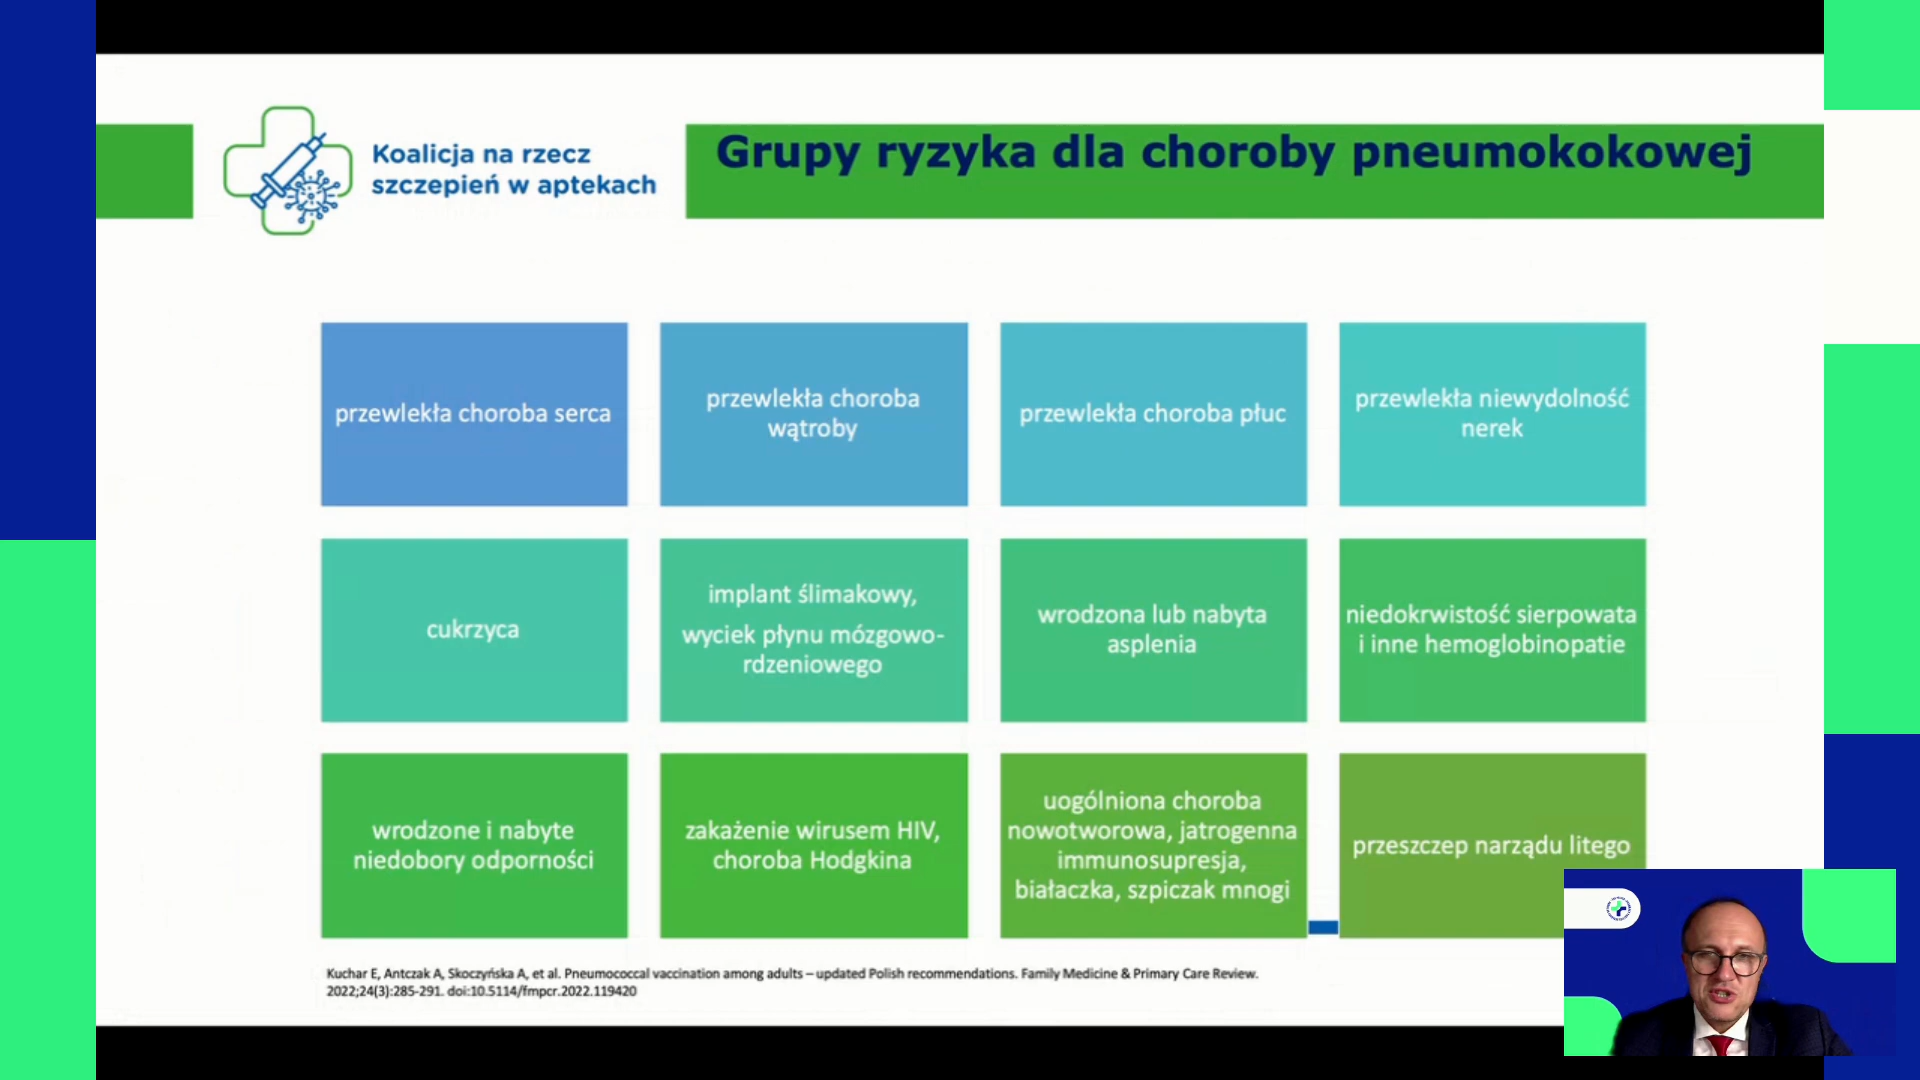 Koalicja na rzecz
szczepień w aptekach
Grupy ryzyka dla choroby pneumokokowej
przewlekła choroba serca
przewlekła choroba
wątroby
przewlekła choroba płuc
przewlekła niewydolność
nerek
cukrzyca
implant ślimakowy,
wyciek płynu mózgowo-
rdzeniowego
wrodzona lub nabyta
asplenia
niedokrwistość sierpowata
i inne hemoglobinopatie
wrodzone i nabyte
niedobory odporności
zakażenie wirusem HIV,
choroba Hodgkina
uogólniona choroba
nowotworowa, jatrogenna
immunosupresja,
białaczka, szpiczak mnogi
przeszczep narządu litego
Kuchar E, Antczak A, Skoczyńska A, et al. Pneumococcal vaccination among adults – updated Polish recommendations. Family Medicine & Primary Care Review.
2022;24(3):285-291. doi:10.5114/fmpcr.2022.119420